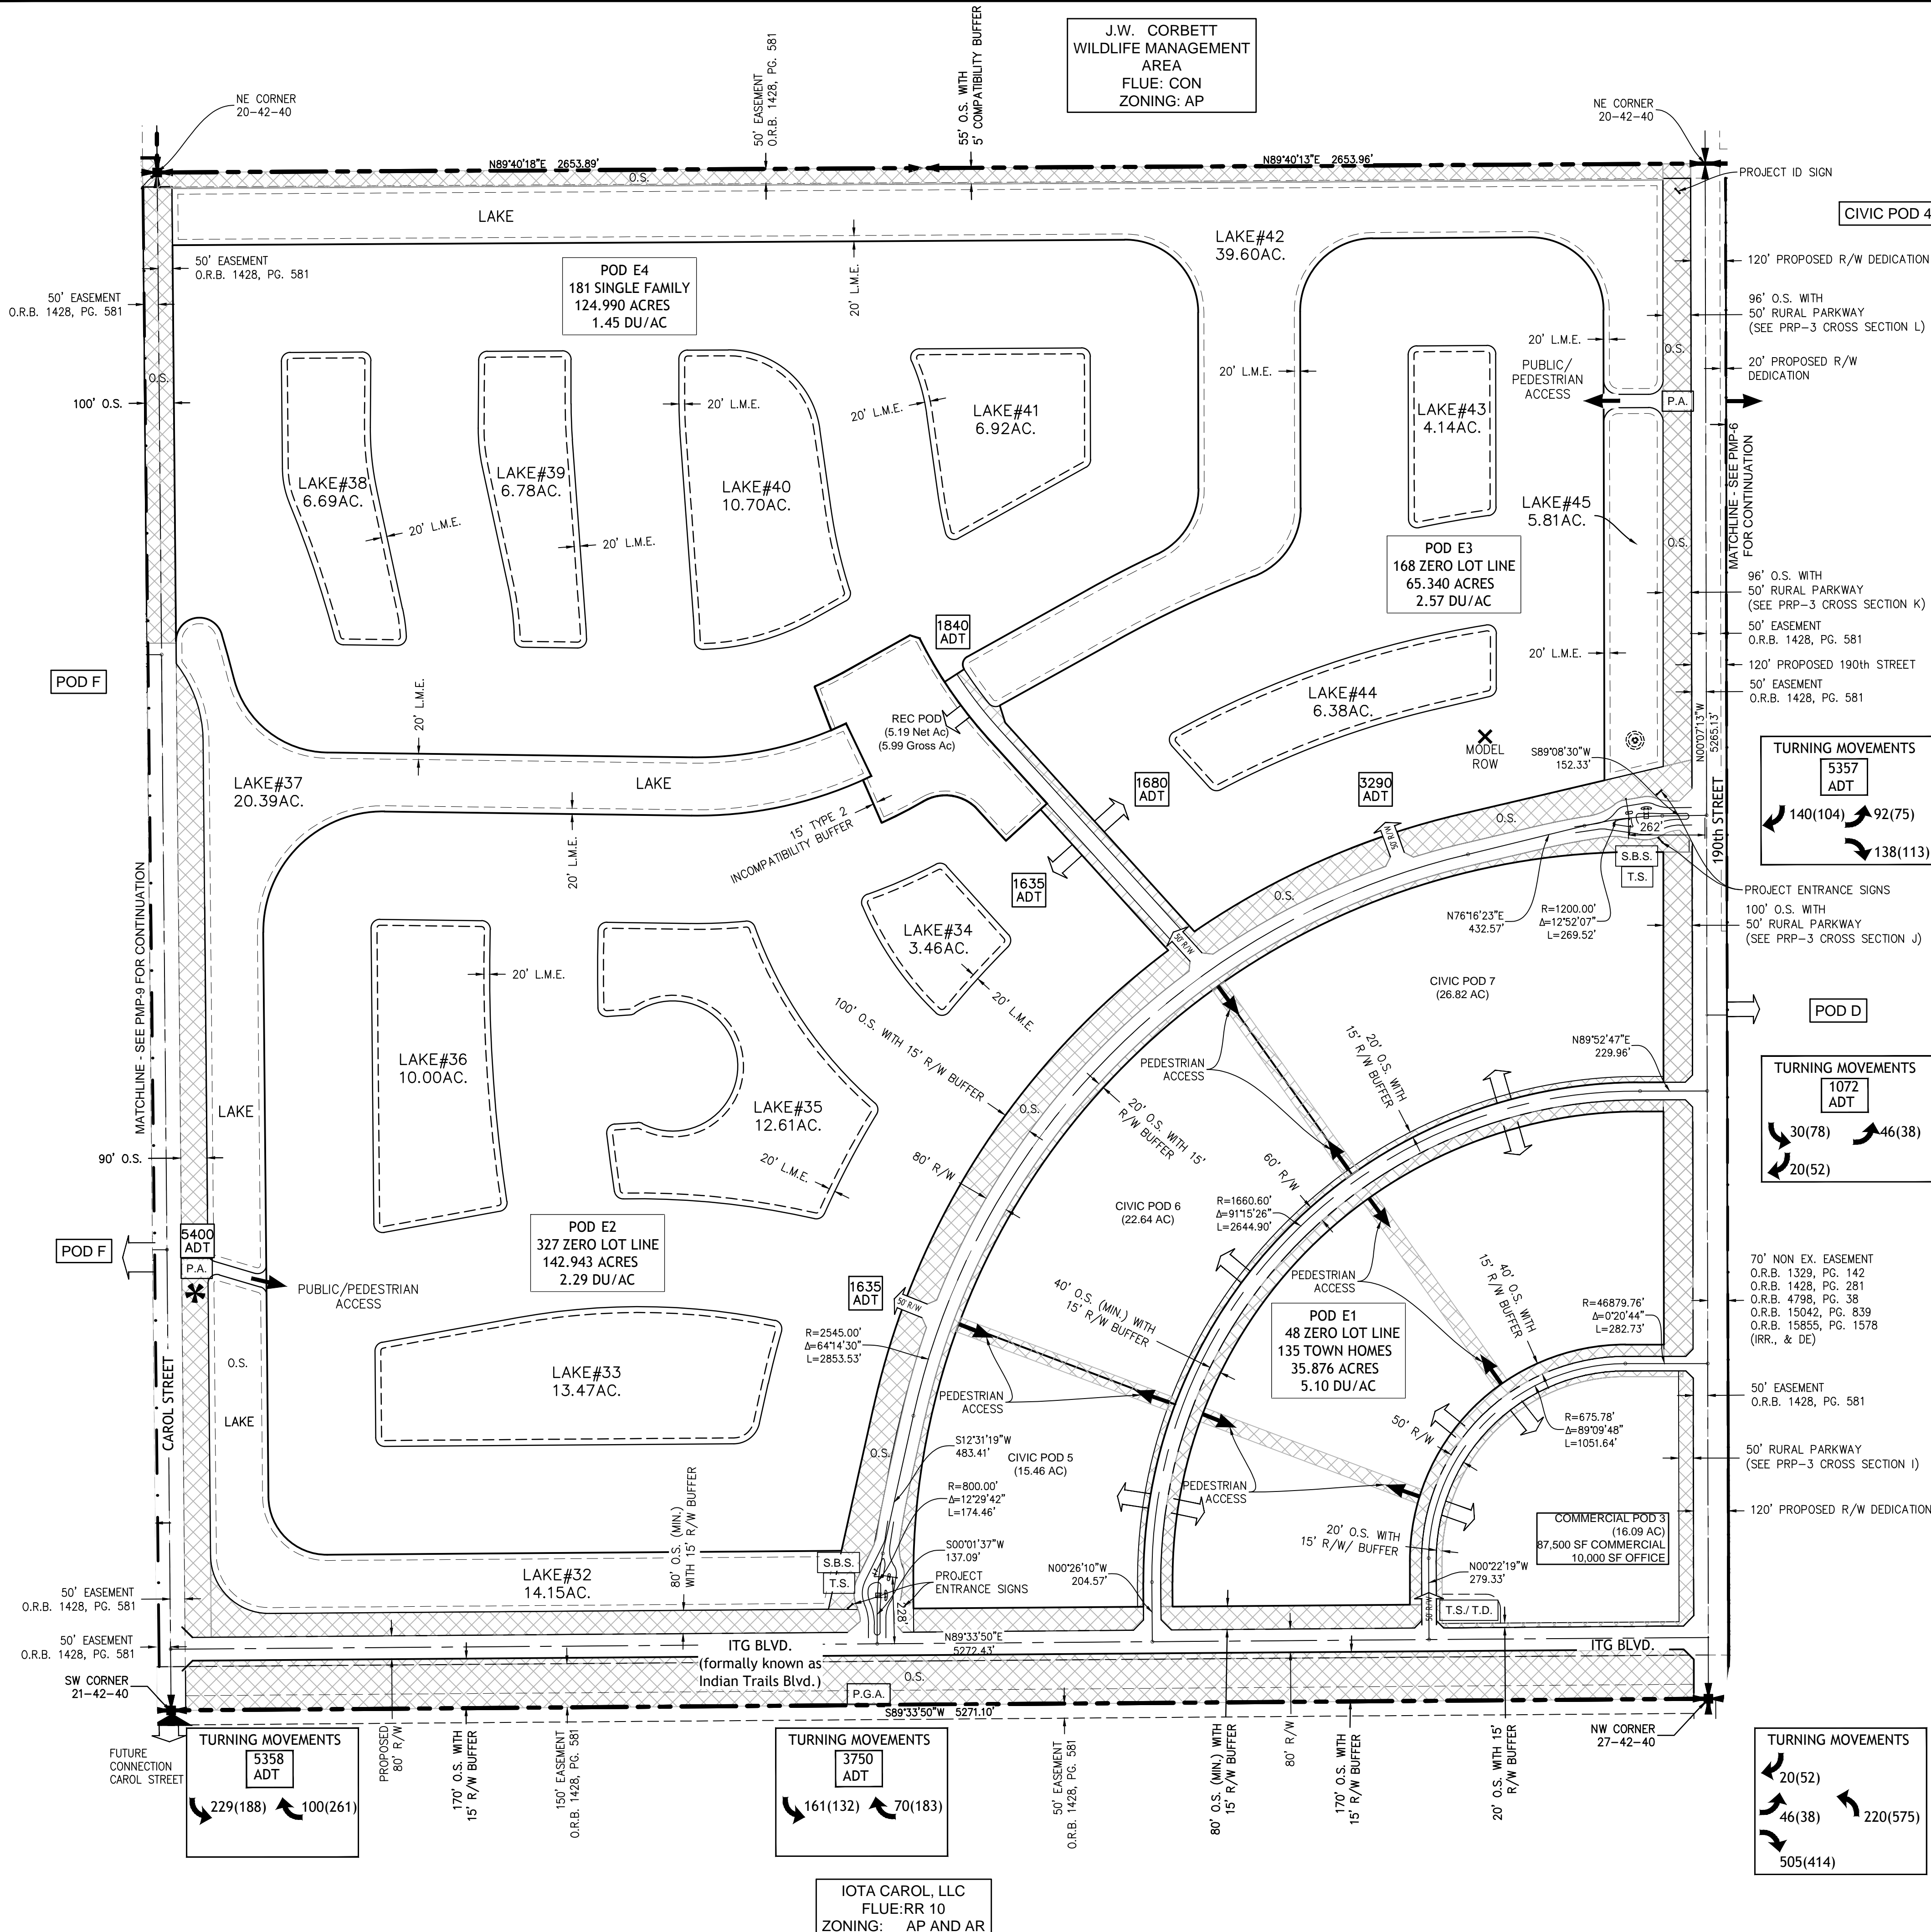 J.W. CORBETT
WILDLIFE MANAGEMENT
AREA
FLUE: CON
ZONING: AP
50' EASEMENT
O.R.B. 1428, PG. 581
55' O.S. WITH
5' COMPATIBILITY BUFFER
NE CORNER
20-42-40
NE CORNER
20-42-40
N89°40'18"E 2653.89'
N89°40'13"E 2653.96'
O.S.
PROJECT ID SIGN
CIVIC POD 4
LAKE
LAKE#42
39.60AC.
50' EASEMENT
O.R.B. 1428, PG. 581
50' EASEMENT
O.R.B. 1428, PG. 581
POD E4
181 SINGLE FAMILY
124.990 ACRES
1.45 DU/AC
20' L.M.E.
120' PROPOSED R/W DEDICATION
96' O.S. WITH
50' RURAL PARKWAY
(SEE PRP-3 CROSS SECTION L)
20' L.M.E.
O.S.
20' PROPOSED R/W
DEDICATION
PUBLIC/
PEDESTRIAN
ACCESS
P.A.
20' L.M.E.
O.S.
100' O.S.
20' L.M.E.
20' L.M.E.
LAKE#41
6.92AC.
LAKE#43
4.14AC.
MATCHLINE - SEE PMP-6
FOR CONTINUATION
LAKE#38
6.69AC.
LAKE#39
6.78AC.
LAKE#40
10.70AC.
LAKE#45
5.81AC.
20' L.M.E.
20' L.M.E.
O.S.
POD E3
168 ZERO LOT LINE
65.340 ACRES
2.57 DU/AC
96' O.S. WITH
50' RURAL PARKWAY
(SEE PRP-3 CROSS SECTION K)
50' EASEMENT
O.R.B. 1428, PG. 581
1840
ADT
20' L.M.E.
120' PROPOSED 190th STREET
50' EASEMENT
O.R.B. 1428, PG. 581
POD F
20' L.M.E.
REC POD
(5.19 Net Ac)
(5.99 Gross Ac)
LAKE#44
6.38AC.
MODEL
ROW
S89°08'30"W
152.33'
N00°07'13"W
5265.13'
TURNING MOVEMENTS
5357
ADT
140(104)
92(75)
138(113)
LAKE#37
20.39AC.
LAKE
1680
ADT
3290
ADT
20' L.M.E.
15' TYPE 2
INCOMPATIBILITY BUFFER
O.S.
50' R/W
262'
190th STREET
S.B.S.
T.S.
1635
ADT
O.S.
PROJECT ENTRANCE SIGNS
MATCHLINE - SEE PMP-9 FOR CONTINUATION
N76°16'23"E
432.57'
R=1200.00'
Δ=12°52'07"
L=269.52'
100' O.S. WITH
50' RURAL PARKWAY
(SEE PRP-3 CROSS SECTION J)
LAKE#34
3.46AC.
50' R/W
20' L.M.E.
20' L.M.E.
CIVIC POD 7
(26.82 AC)
POD D
100' O.S. WITH 15' R/W BUFFER
LAKE#36
10.00AC.
PEDESTRIAN
ACCESS
20' O.S. WITH
15' R/W BUFFER
N89°52'47"E
229.96'
TURNING MOVEMENTS
1072
ADT
30(78)
46(38)
20(52)
LAKE
LAKE#35
12.61AC.
O.S.
20' O.S. WITH 15'
R/W BUFFER
90' O.S.
20' L.M.E.
80' R/W
60' R/W
CIVIC POD 6
(22.64 AC)
R=1660.60'
Δ=91°15'26"
L=2644.90'
5400
ADT
P.A.
POD F
POD E2
327 ZERO LOT LINE
142.943 ACRES
2.29 DU/AC
PUBLIC/PEDESTRIAN
ACCESS
1635
ADT
50' R/W
40' O.S. (MIN.) WITH
15' R/W BUFFER
PEDESTRIAN
ACCESS
40' O.S. WITH
15' R/W BUFFER
70' NON EX. EASEMENT
O.R.B. 1329, PG. 142
O.R.B. 1428, PG. 281
O.R.B. 4798, PG. 38
O.R.B. 15042, PG. 839
O.R.B. 15855, PG. 1578
(IRR., & DE)
R=2545.00'
Δ=64°14'30"
L=2853.53'
POD E1
48 ZERO LOT LINE
135 TOWN HOMES
35.876 ACRES
5.10 DU/AC
R=46879.76'
Δ=0°20'44"
L=282.73'
O.S.
LAKE#33
13.47AC.
PEDESTRIAN
ACCESS
50' EASEMENT
O.R.B. 1428, PG. 581
CAROL STREET
LAKE
50' R/W
R=675.78'
Δ=89°09'48"
L=1051.64'
O.S.
S12°31'19"W
483.41'
CIVIC POD 5
(15.46 AC)
50' RURAL PARKWAY
(SEE PRP-3 CROSS SECTION I)
R=800.00'
Δ=12°29'42"
L=174.46'
PEDESTRIAN
ACCESS
80' O.S. (MIN.)
WITH 15' R/W BUFFER
120' PROPOSED R/W DEDICATION
COMMERCIAL POD 3
(16.09 AC)
87,500 SF COMMERCIAL
10,000 SF OFFICE
20' O.S. WITH
15' R/W/ BUFFER
S00°01'37"W
137.09'
S.B.S.
T.S.
LAKE#32
14.15AC.
PROJECT
ENTRANCE SIGNS
N00°26'10"W
204.57'
N00°22'19"W
279.33'
50' EASEMENT
O.R.B. 1428, PG. 581
228'
50' R/W
T.S./ T.D.
50' EASEMENT
O.R.B. 1428, PG. 581
ITG BLVD.
(formally known as
Indian Trails Blvd.)
N89°33'50"E
5272.43'
ITG BLVD.
O.S.
SW CORNER
21-42-40
P.G.A.
S89°33'50"W 5271.10'
NW CORNER
27-42-40
FUTURE
CONNECTION
CAROL STREET
TURNING MOVEMENTS
5358
ADT
229(188)
100(261)
PROPOSED
80' R/W
170' O.S. WITH
15' R/W BUFFER
150' EASEMENT
O.R.B. 1428, PG. 581
TURNING MOVEMENTS
3750
ADT
161(132)
70(183)
50' EASEMENT
O.R.B. 1428, PG. 581
80' O.S. (MIN.) WITH
15' R/W BUFFER
80' R/W
170' O.S. WITH
15' R/W BUFFER
20' O.S. WITH 15'
R/W BUFFER
TURNING MOVEMENTS
20(52)
46(38)
220(575)
505(414)
IOTA CAROL, LLC
FLUE:RR 10
ZONING: AP AND AR